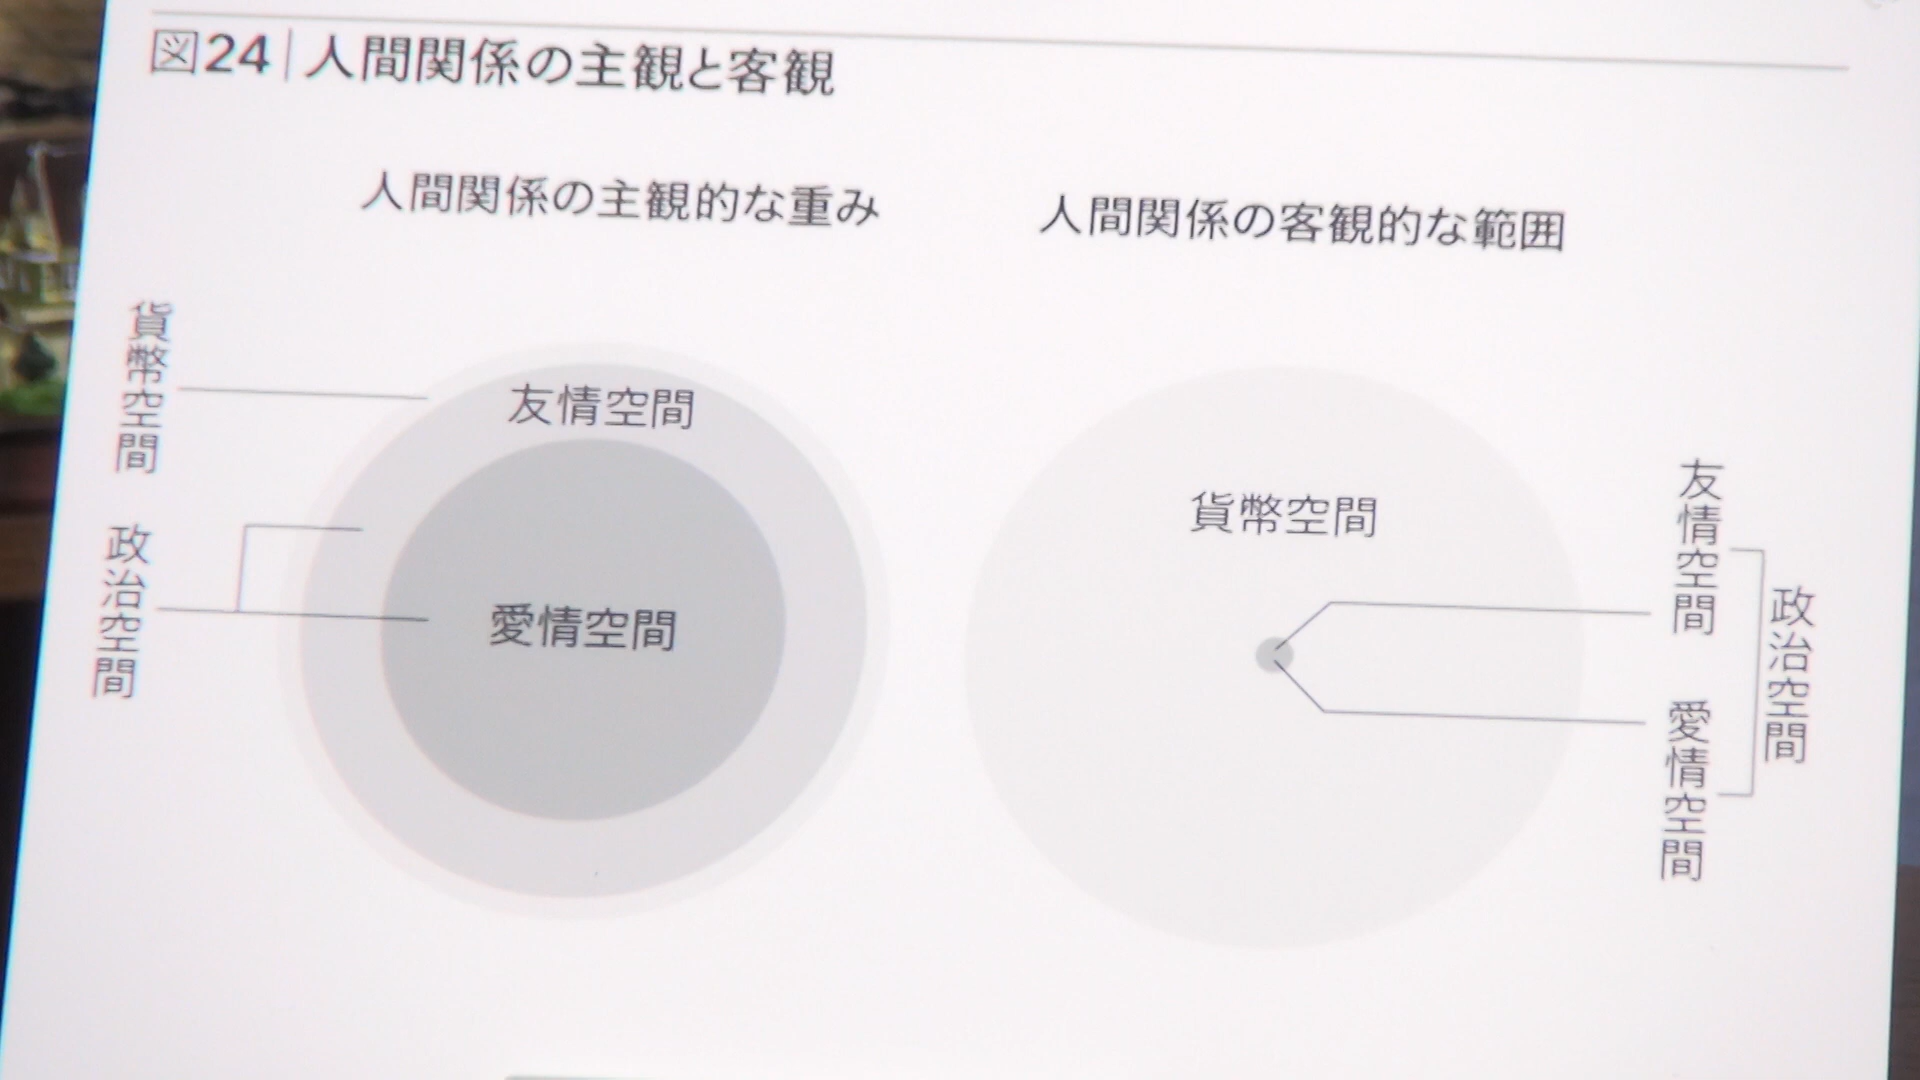 図24｜人間関係の主観と客観
人間関係の主観的な重み
貨幣空間
政治空間
友情空間
愛情空間
人間関係の客観的な範囲
貨幣空間
友情空間
愛情空間
政治空間